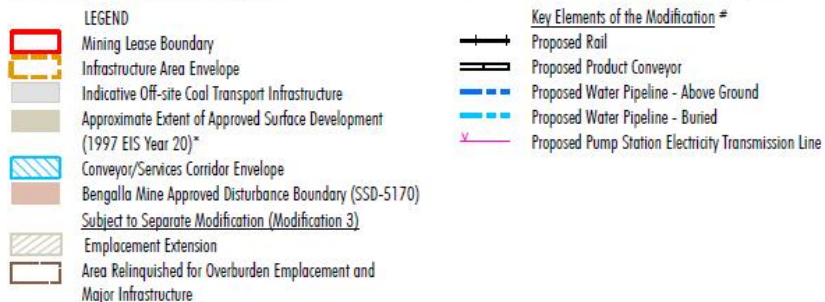 LEGEND
Mining Lease Boundary
Infrastructure Area Envelope
Indicative Off-site Coal Transport Infrastructure
Approximate Extent of Approved Surface Development
(1997 EIS Year 20)*
Conveyor/Services Corridor Envelope
Bengalla Mine Approved Disturbance Boundary (SSD-5170)
Subject to Separate Modification (Modification 3)
Emplacement Extension
Area Relinquished for Overburden Emplacement and
Major Infrastructure
Key Elements of the Modification #
Proposed Rail
Proposed Product Conveyor
Proposed Water Pipeline - Above Ground
Proposed Water Pipeline - Buried
Proposed Pump Station Electricity Transmission Line